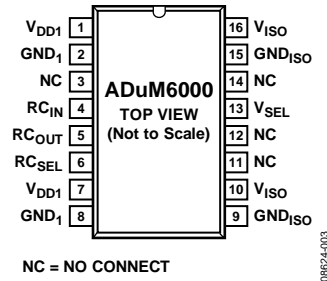 VDD1 1 16 VISO
GND1 2 15 GNDISO
NC 3 14 NC
RCIN 4 13 VSEL
RCOUT 5 12 NC
RCSEL 6 11 NC
VDD1 7 10 VISO
GND1 8 9 GNDISO
ADuM6000
TOP VIEW
(Not to Scale)
NC = NO CONNECT
08624-003